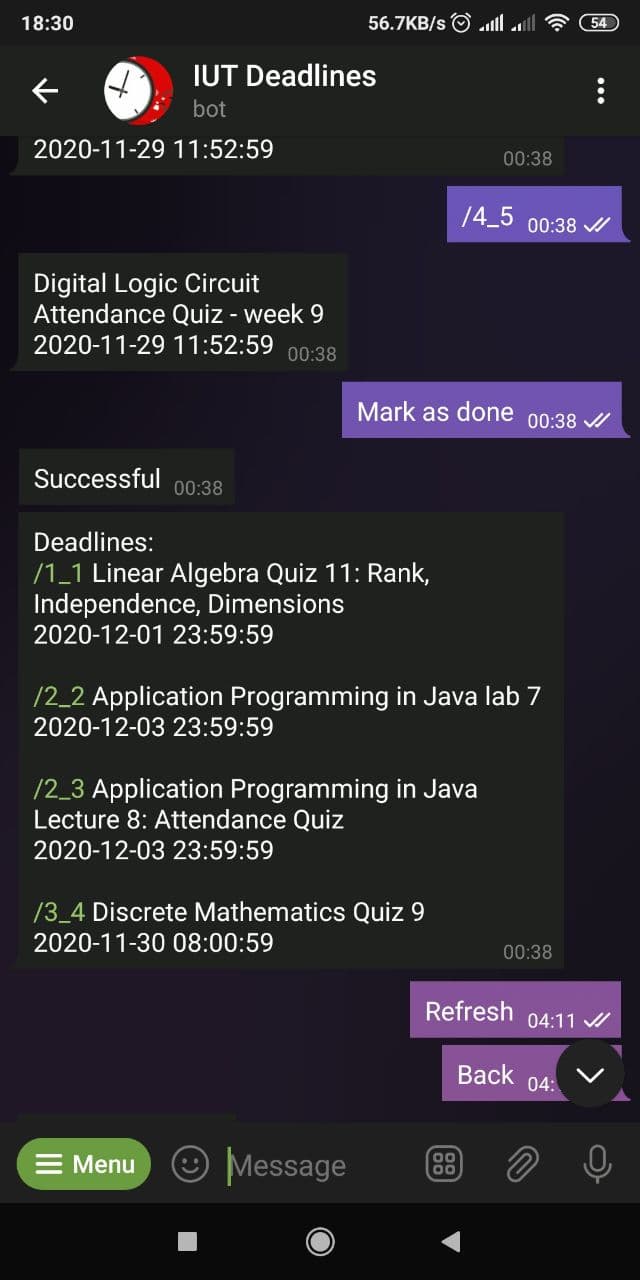 18:30
56.7KB/s
54
IUT Deadlines
bot
2020-11-29 11:52:59
00:38
/4_5 00:38
Digital Logic Circuit
Attendance Quiz - week 9
2020-11-29 11:52:59 00:38
Mark as done 00:38
Successful 00:38
Deadlines:
/1_1 Linear Algebra Quiz 11: Rank,
Independence, Dimensions
2020-12-01 23:59:59
/2_2 Application Programming in Java lab 7
2020-12-03 23:59:59
/2_3 Application Programming in Java
Lecture 8: Attendance Quiz
2020-12-03 23:59:59
/3_4 Discrete Mathematics Quiz 9
2020-11-30 08:00:59
00:38
Refresh 04:11
Back 04:
Menu
Message